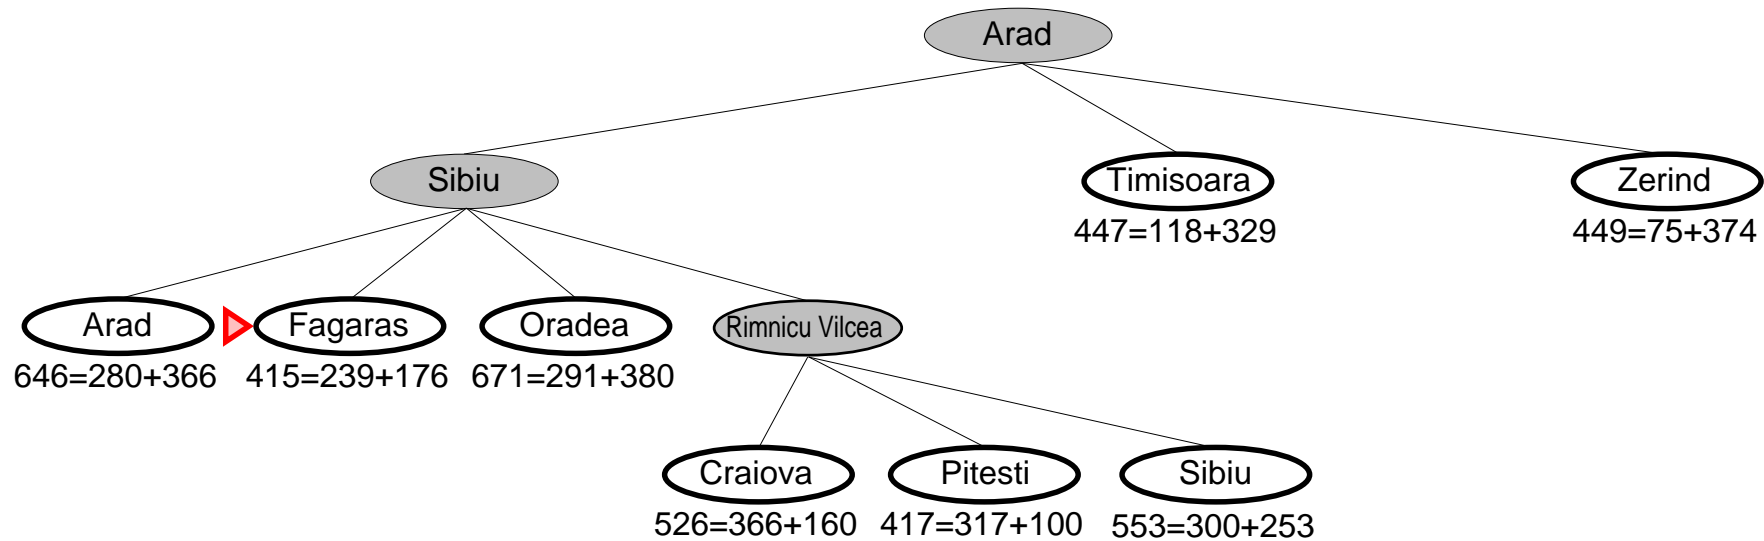 Arad
Sibiu
Timisoara
Zerind
447=118+329
449=75+374
Arad
Fagaras
Oradea
Rimnicu Vilcea
646=280+366
415=239+176
671=291+380
Craiova
Pitesti
Sibiu
526=366+160
417=317+100
553=300+253